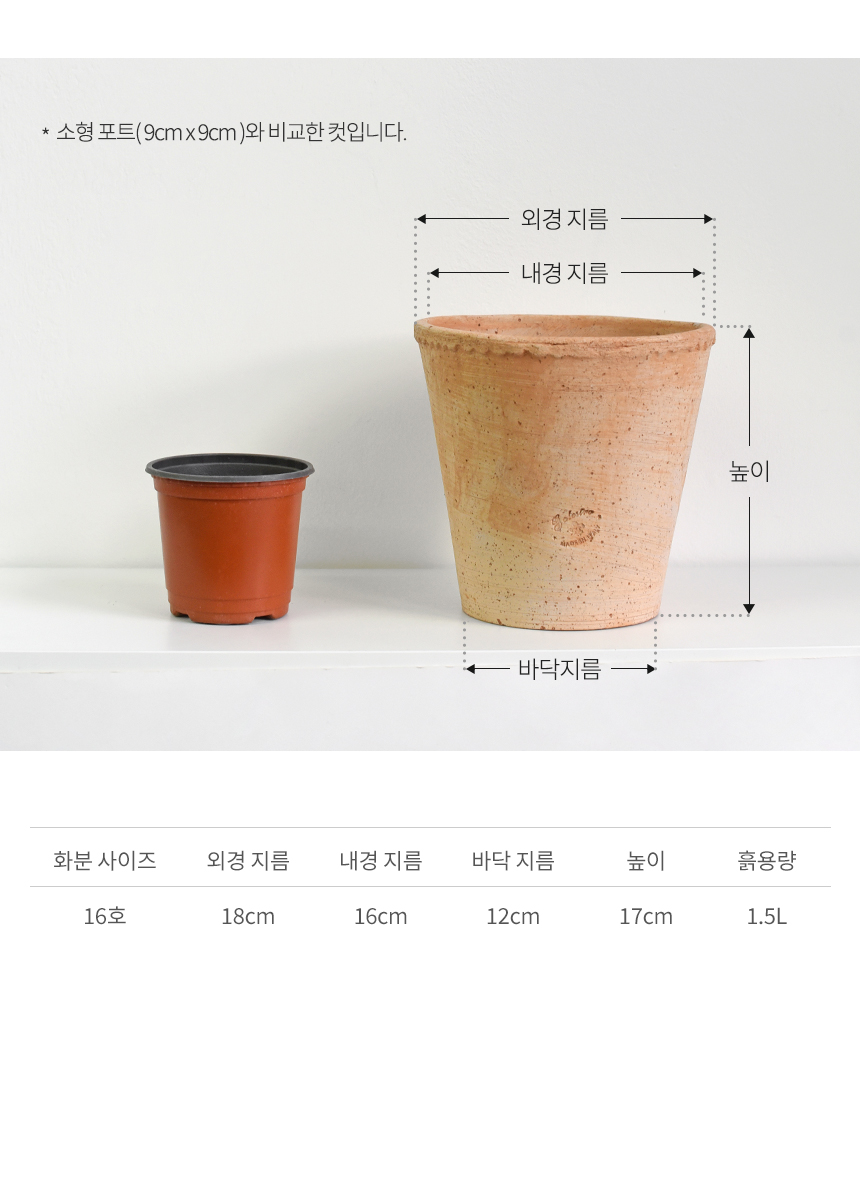 * 소형 포트( 9cm x 9cm )와 비교한 컷입니다.
외경 지름
내경 지름
높이
바닥지름
화분 사이즈 외경 지름 내경 지름 바닥 지름 높이 흙용량
16호 18cm 16cm 12cm 17cm 1.5L